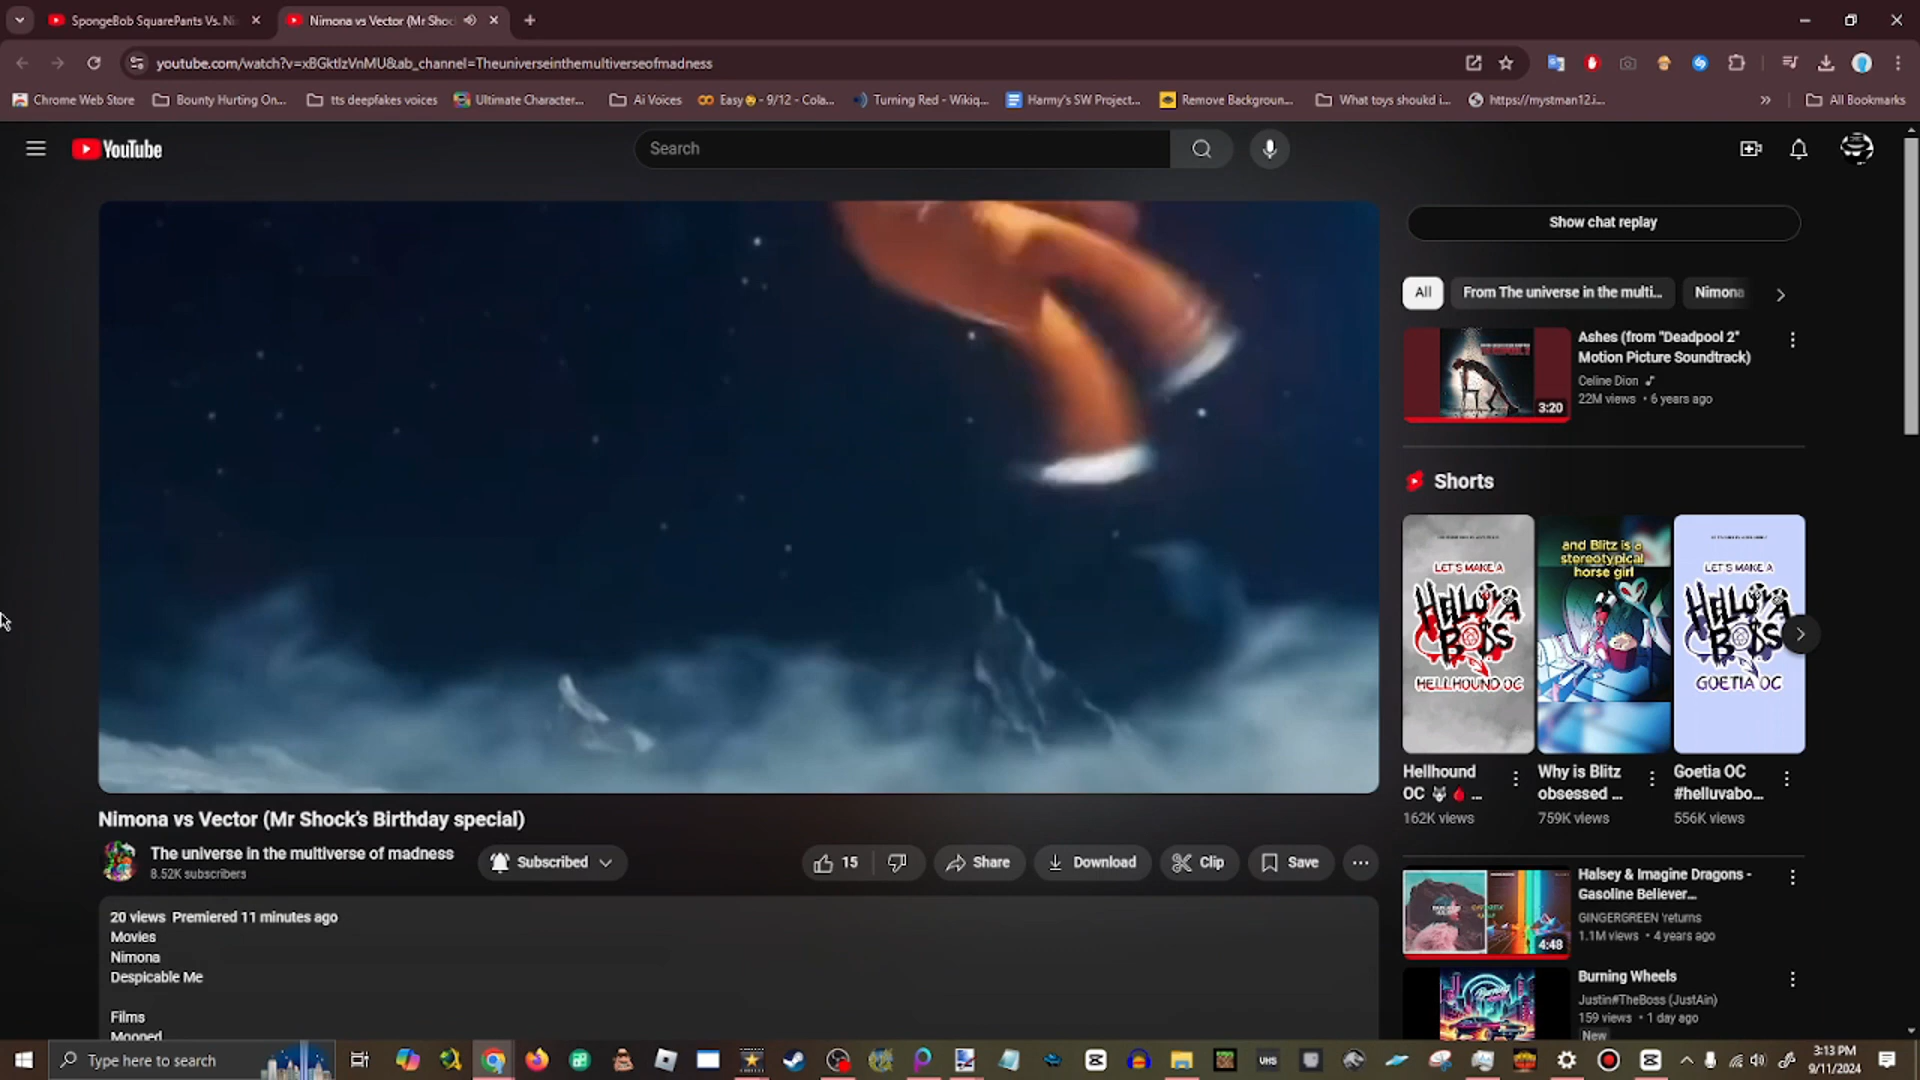 SpongeBob SquarePants Vs. Ni
Nimona vs Vector (Mr Shoc
youtube.com/watch?v=xBGktIzVnMU&ab_channel=Theuniverseinthemultiverseofmadness
Chrome Web Store
Bounty Hurting On...
tts deepfakes voices
Ultimate Character...
Ai Voices
Easy - 9/12 - Cola...
Turning Red - Wikiq...
Harmy's SW Project...
Remove Backgroun...
What toys shoukd i...
https://mystman12.i...
All Bookmarks
YouTube
Search
Show chat replay
All
From The universe in the multi...
Nimona
Ashes (from "Deadpool 2"
Motion Picture Soundtrack)
Celine Dion
22M views • 6 years ago
3:20
Shorts
LET'S MAKE A
HELLUVA
BOSS
HELLHOUND OC
and Blitz is a
stereotypical
horse girl
LET'S MAKE A
HELLUVA
BOSS
GOETIA OC
Hellhound
OC 🐺🩸 ...
162K views
Why is Blitz
obsessed ...
759K views
Goetia OC
#helluvabo...
556K views
Nimona vs Vector (Mr Shock's Birthday special)
The universe in the multiverse of madness
8.52K subscribers
Subscribed
15
Share
Download
Clip
Save
20 views Premiered 11 minutes ago
Movies
Nimona
Despicable Me
Films
Mooned
Halsey & Imagine Dragons -
Gasoline Believer...
GINGERGREEN 'returns
1.1M views • 4 years ago
4:48
Burning Wheels
Justin#TheBoss (JustAin)
159 views • 1 day ago
New
Type here to search
VHS
3:13 PM
9/11/2024